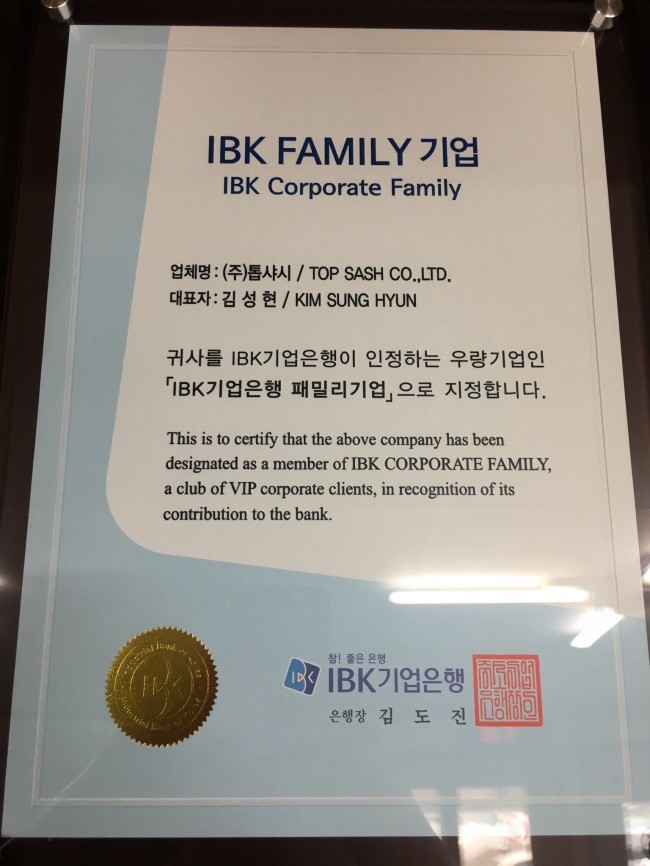 IBK FAMILY 기업
IBK Corporate Family
업체명 : (주)톱샤시 / TOP SASH CO.,LTD.
대표자 : 김 성 현 / KIM SUNG HYUN
귀사를 IBK기업은행이 인정하는 우량기업인
「IBK기업은행 패밀리기업」으로 지정합니다.
This is to certify that the above company has been
designated as a member of IBK CORPORATE FAMILY,
a club of VIP corporate clients, in recognition of its
contribution to the bank.
참! 좋은 은행
IBK기업은행
은행장 김 도 진
IBK